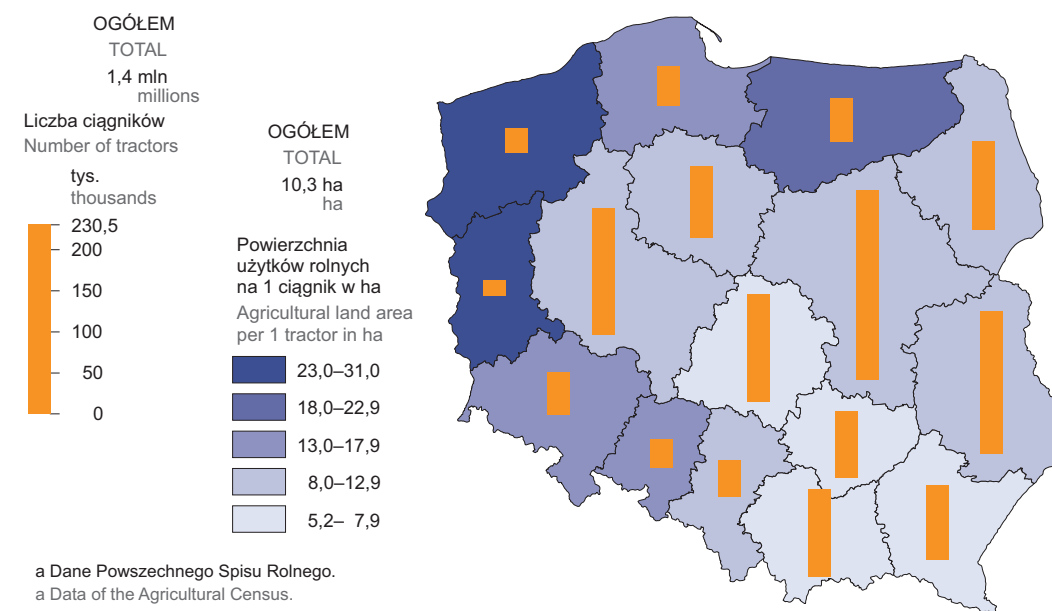 OGÓŁEM
TOTAL
1,4 mln
millions
Liczba ciągników
Number of tractors
tys.
thousands
230,5
200
150
100
50
0
OGÓŁEM
TOTAL
10,3 ha
ha
Powierzchnia
użytków rolnych
na 1 ciągnik w ha
Agricultural land area
per 1 tractor in ha
23,0–31,0
18,0–22,9
13,0–17,9
8,0–12,9
5,2– 7,9
a Dane Powszechnego Spisu Rolnego.
a Data of the Agricultural Census.